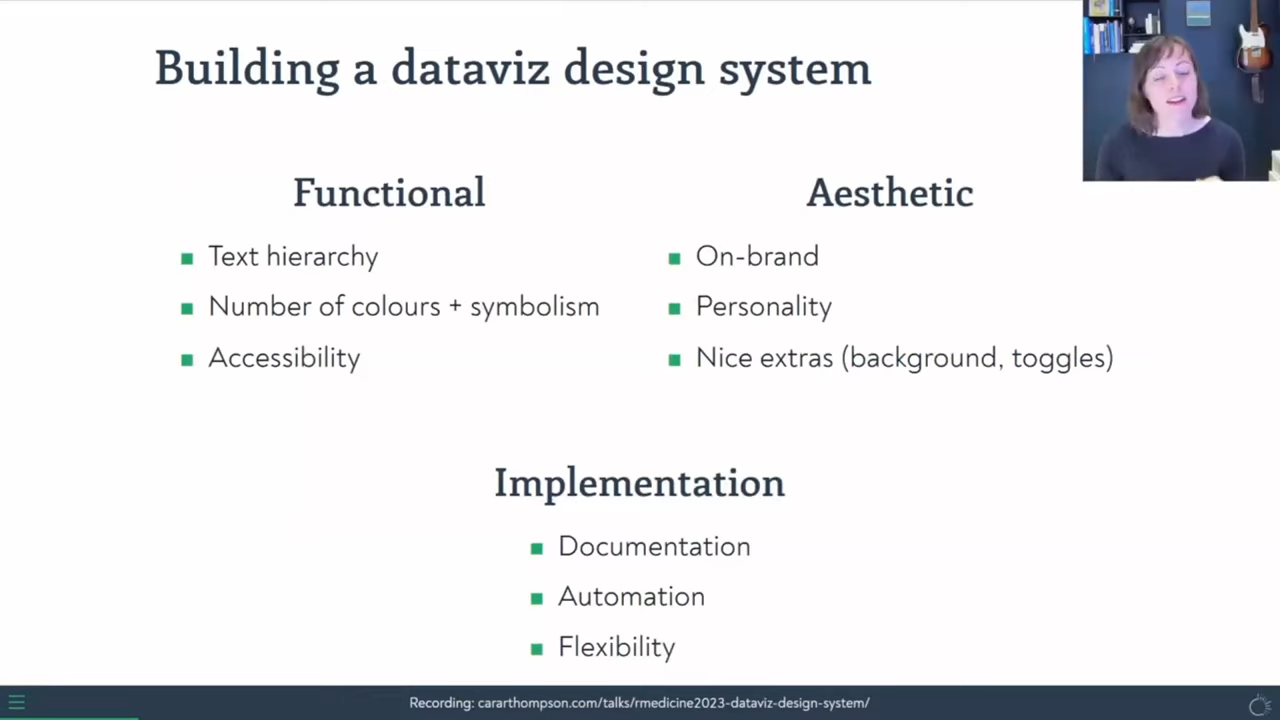 Building a dataviz design system
Functional
Text hierarchy
Number of colours + symbolism
Accessibility
Aesthetic
On-brand
Personality
Nice extras (background, toggles)
Implementation
Documentation
Automation
Flexibility
Recording: cararthompson.com/talks/rmedicine2023-dataviz-design-system/